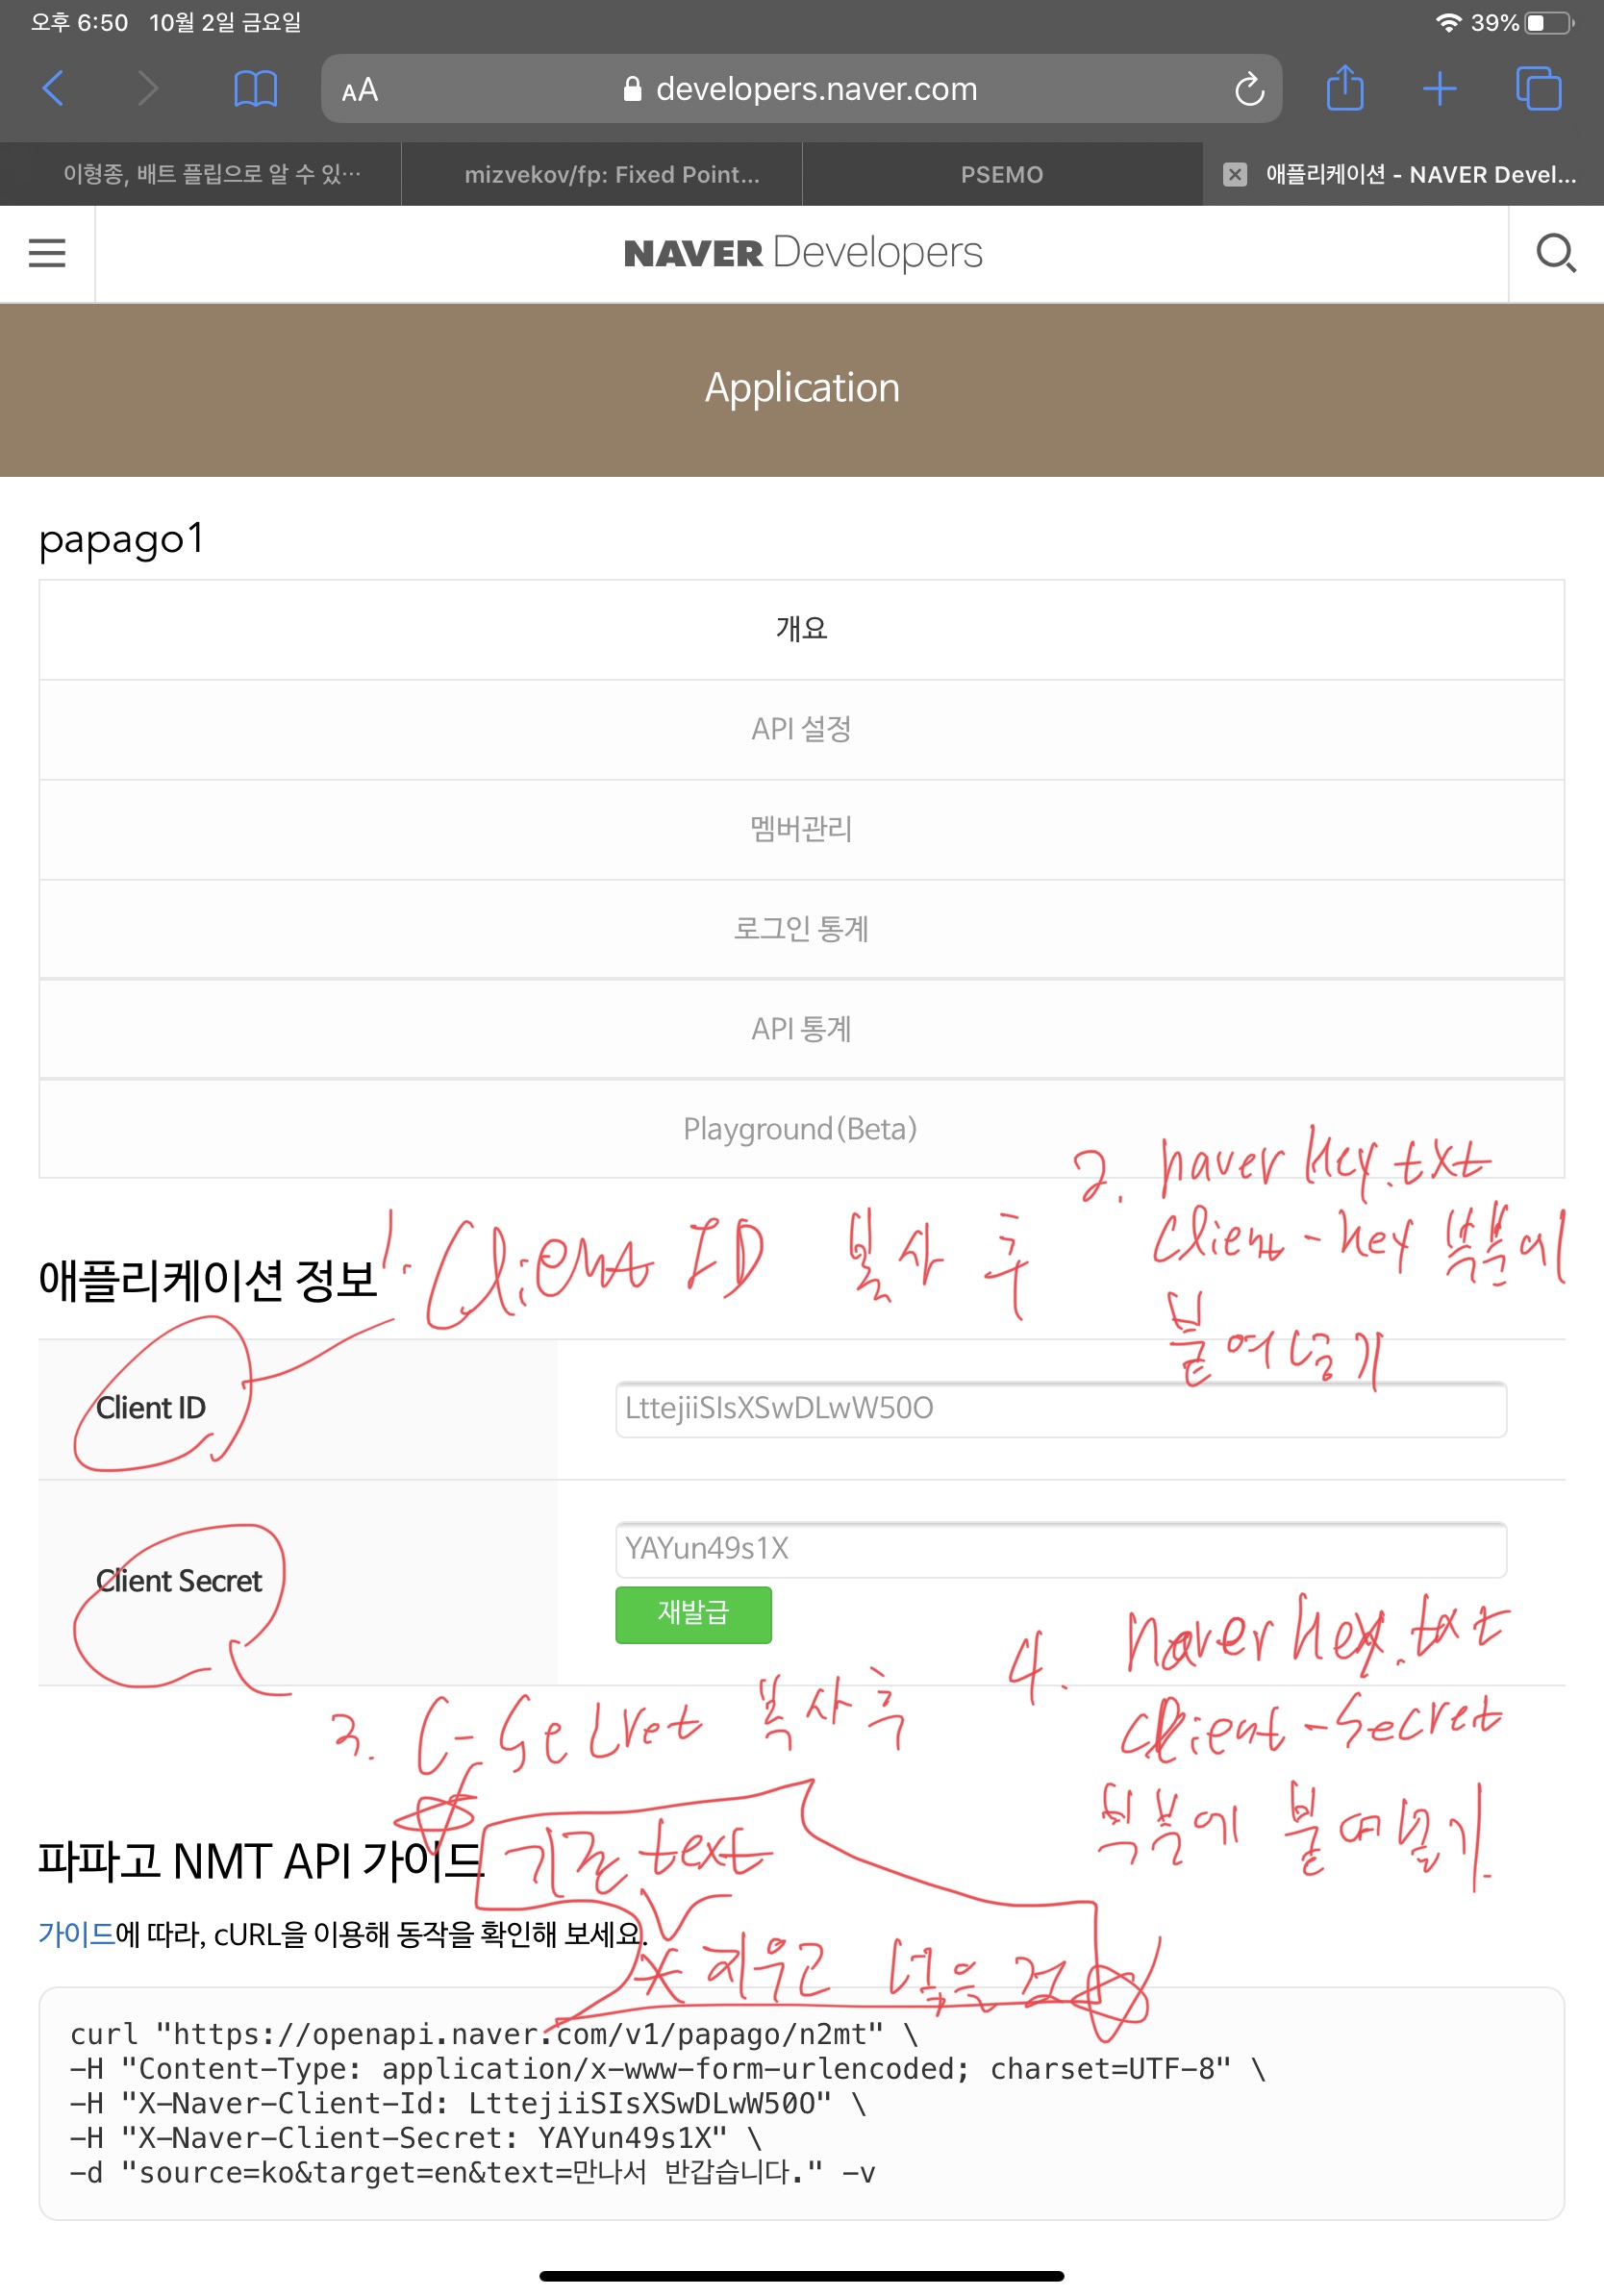 오후 6:50 10월 2일 금요일 39%
AA developers.naver.com
이형종, 배트 플립으로 알 수 있… mizvekov/fp: Fixed Point... PSEMO 애플리케이션 - NAVER Devel...
NAVER Developers
Application
papago1
개요
API 설정
멤버관리
로그인 통계
API 통계
Playground(Beta)
애플리케이션 정보
1. Client ID 복사 후
2. naver key.txt
client-key 부분에
붙여넣기
Client ID
LttejiiSIsXSwDLwW50O
Client Secret
YAYun49s1X
재발급
3. C-Secret 복사 후
4. naver key.txt
client-secret
부분에 붙여넣기
파파고 NMT API 가이드
기존 text
* 지우고 넣을 것
가이드에 따라, cURL을 이용해 동작을 확인해 보세요.
curl "https://openapi.naver.com/v1/papago/n2mt" \
-H "Content-Type: application/x-www-form-urlencoded; charset=UTF-8" \
-H "X-Naver-Client-Id: LttejiiSIsXSwDLwW50O" \
-H "X-Naver-Client-Secret: YAYun49s1X" \
-d "source=ko&target=en&text=만나서 반갑습니다." -v